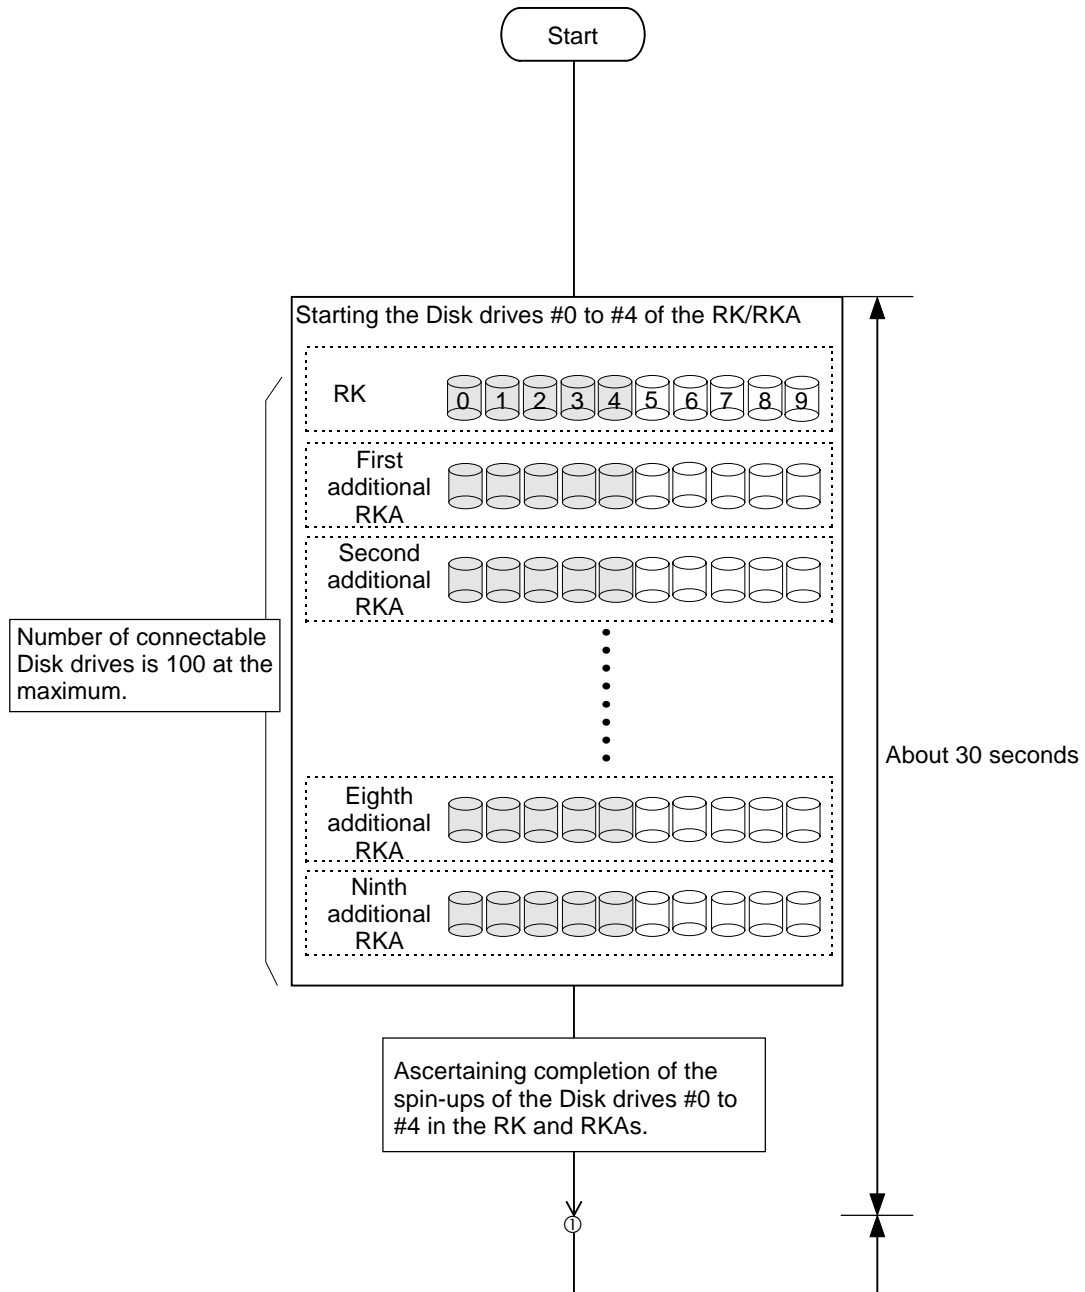 Start
Starting the Disk drives #0 to #4 of the RK/RKA
RK
0 1 2 3 4 5 6 7 8 9
First
additional
RKA
Second
additional
RKA
Number of connectable
Disk drives is 100 at the
maximum.
About 30 seconds
Eighth
additional
RKA
Ninth
additional
RKA
Ascertaining completion of the
spin-ups of the Disk drives #0 to
#4 in the RK and RKAs.
①